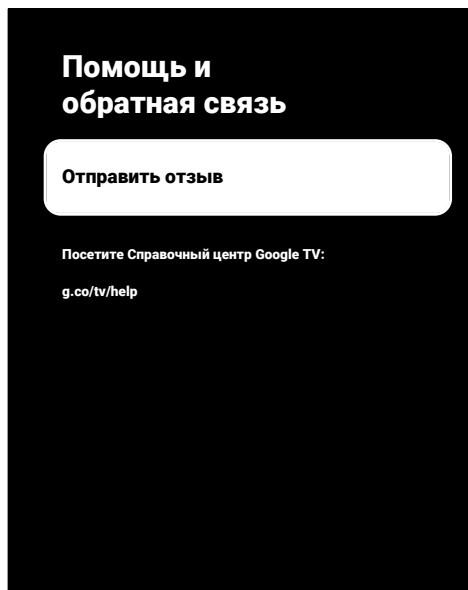 Помощь и
обратная связь
Отправить отзыв
Посетите Справочный центр Google TV:
g.co/tv/help